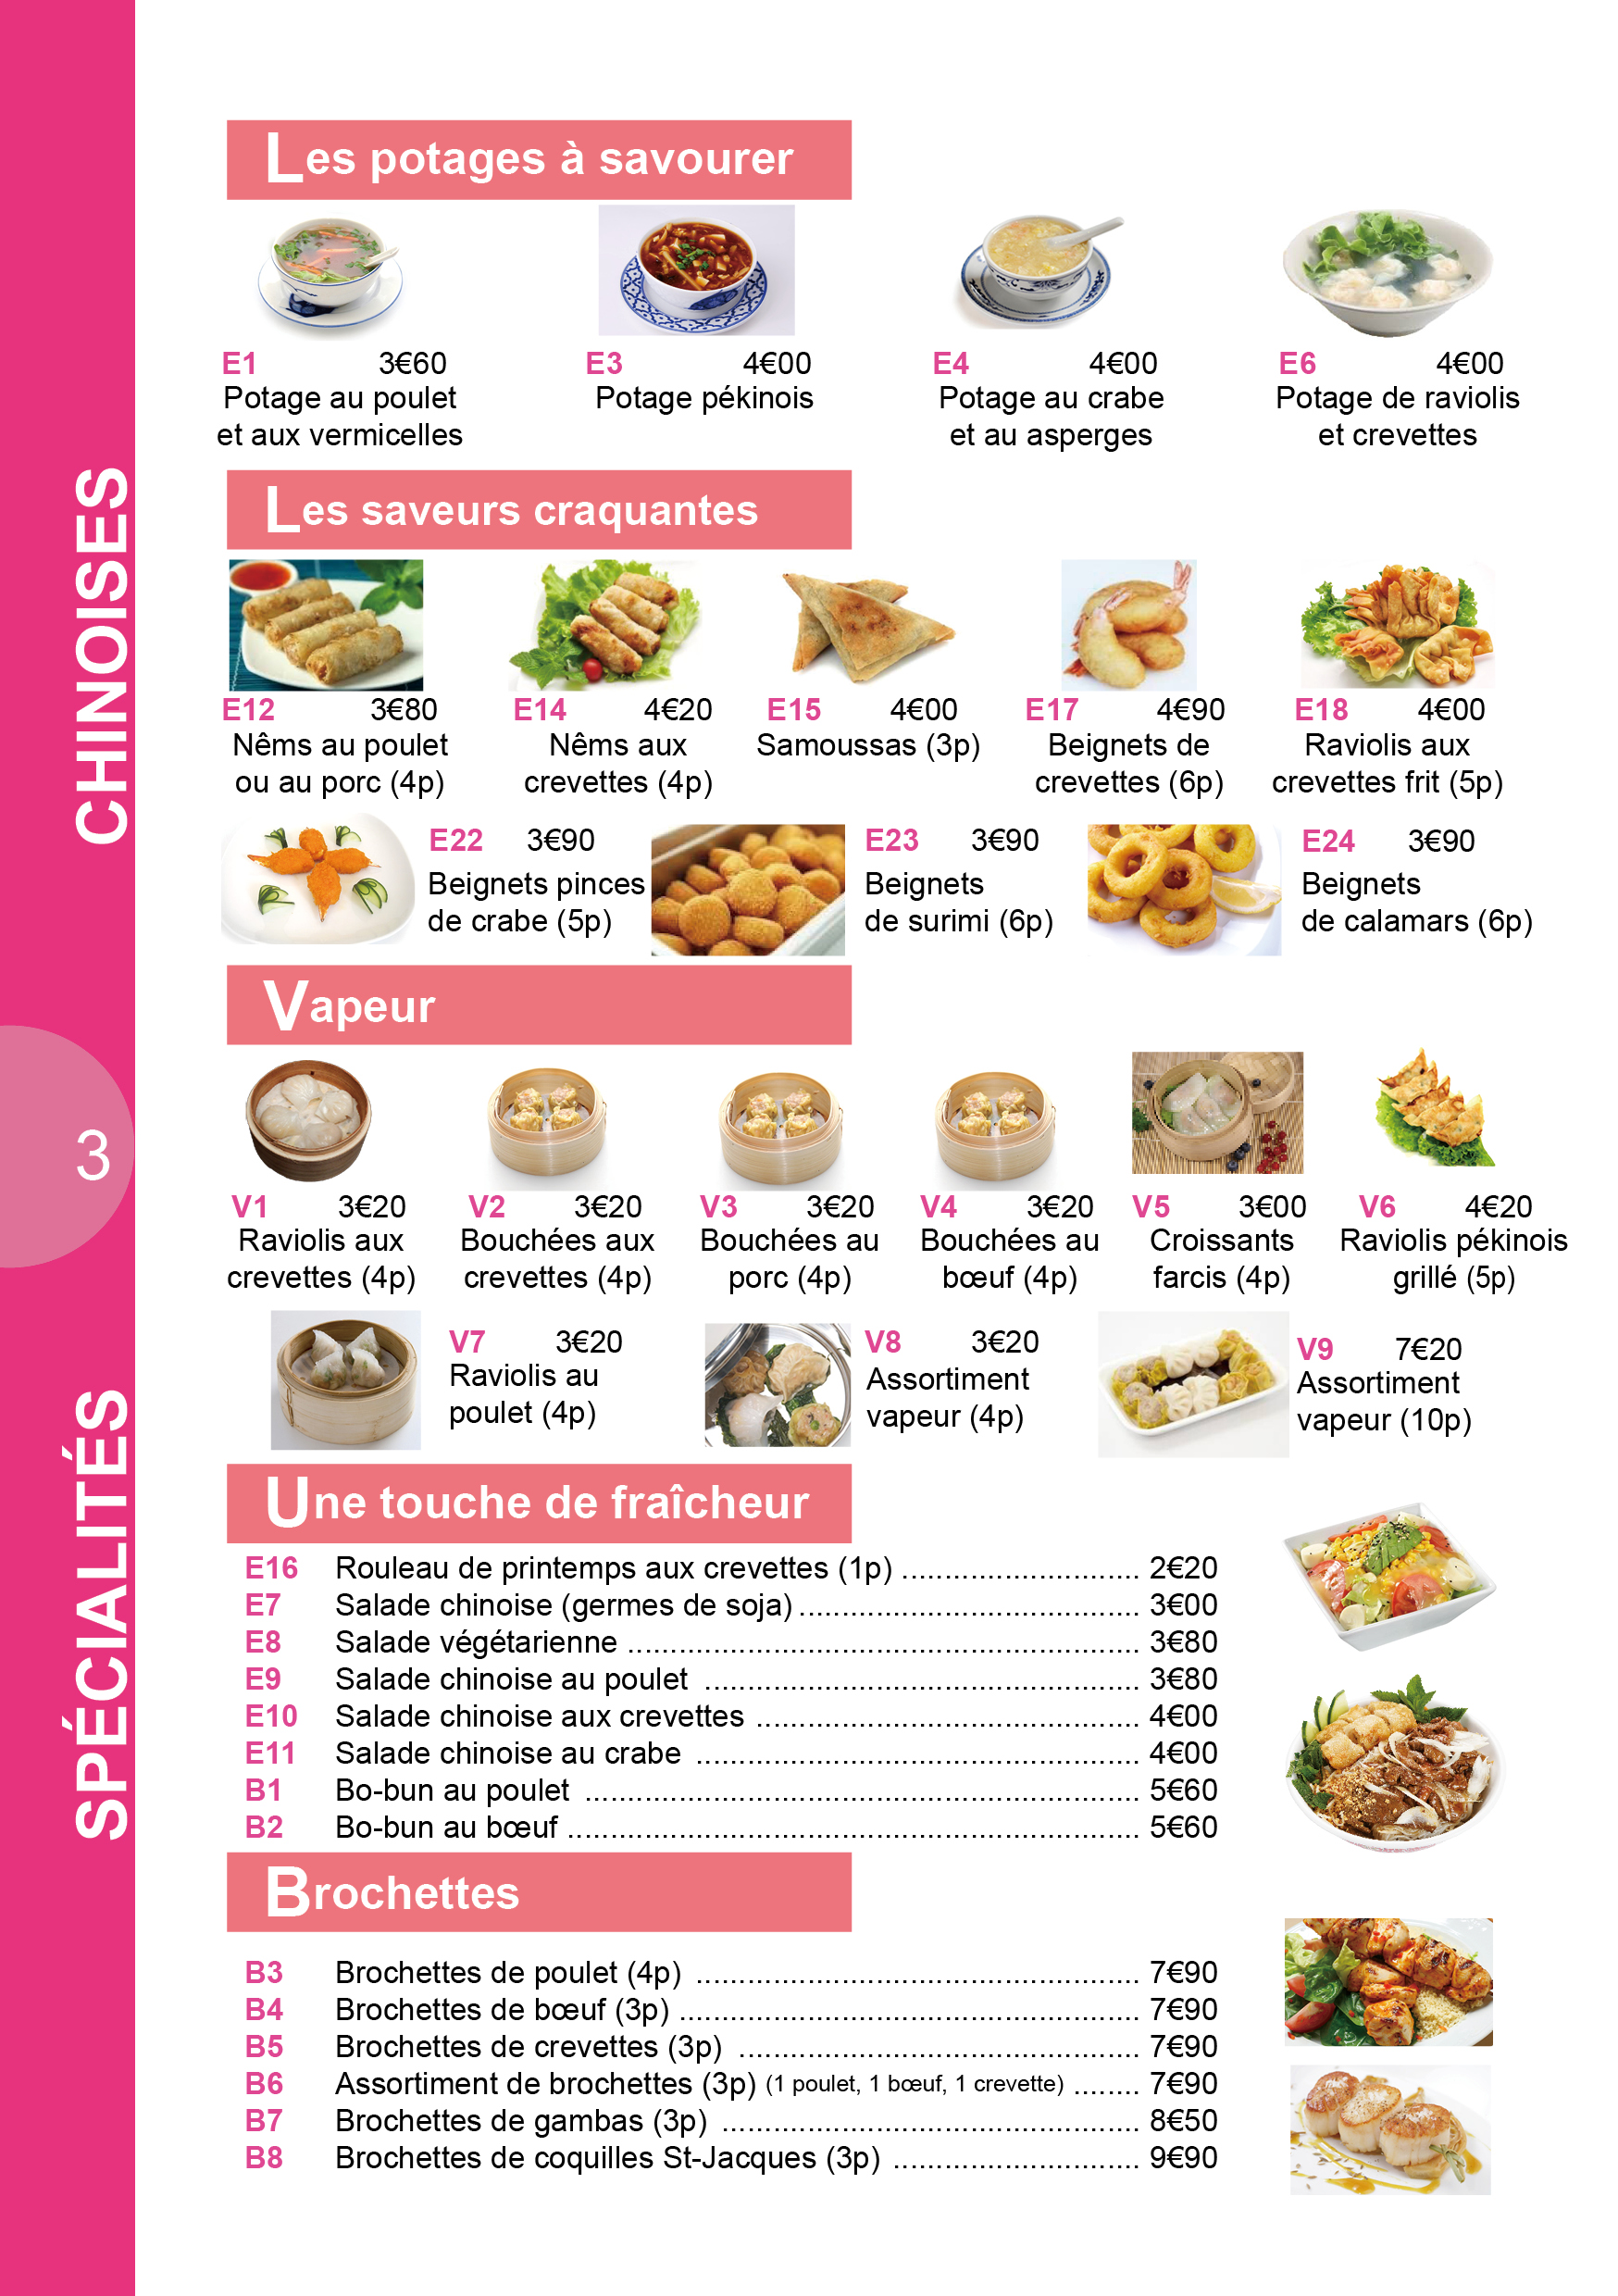 CHINOISES
3
SPÉCIALITÉS
Les potages à savourer
E1 3€60
Potage au poulet
et aux vermicelles
E3 4€00
Potage pékinois
E4 4€00
Potage au crabe
et au asperges
E6 4€00
Potage de raviolis
et crevettes
Les saveurs craquantes
E12 3€80
Nêms au poulet
ou au porc (4p)
E14 4€20
Nêms aux
crevettes (4p)
E15 4€00
Samoussas (3p)
E17 4€90
Beignets de
crevettes (6p)
E18 4€00
Raviolis aux
crevettes frit (5p)
E22 3€90
Beignets pinces
de crabe (5p)
E23 3€90
Beignets
de surimi (6p)
E24 3€90
Beignets
de calamars (6p)
Vapeur
V1 3€20
Raviolis aux
crevettes (4p)
V2 3€20
Bouchées aux
crevettes (4p)
V3 3€20
Bouchées au
porc (4p)
V4 3€20
Bouchées au
bœuf (4p)
V5 3€00
Croissants
farcis (4p)
V6 4€20
Raviolis pékinois
grillé (5p)
V7 3€20
Raviolis au
poulet (4p)
V8 3€20
Assortiment
vapeur (4p)
V9 7€20
Assortiment
vapeur (10p)
Une touche de fraîcheur
E16 Rouleau de printemps aux crevettes (1p) ............................ 2€20
E7 Salade chinoise (germes de soja) ........................................ 3€00
E8 Salade végétarienne ............................................................ 3€80
E9 Salade chinoise au poulet ................................................... 3€80
E10 Salade chinoise aux crevettes ............................................. 4€00
E11 Salade chinoise au crabe .................................................... 4€00
B1 Bo-bun au poulet ................................................................. 5€60
B2 Bo-bun au bœuf ................................................................... 5€60
Brochettes
B3 Brochettes de poulet (4p) .................................................... 7€90
B4 Brochettes de bœuf (3p) ...................................................... 7€90
B5 Brochettes de crevettes (3p) ............................................... 7€90
B6 Assortiment de brochettes (3p) (1 poulet, 1 bœuf, 1 crevette) ........ 7€90
B7 Brochettes de gambas (3p) ................................................. 8€50
B8 Brochettes de coquilles St-Jacques (3p) ............................. 9€90